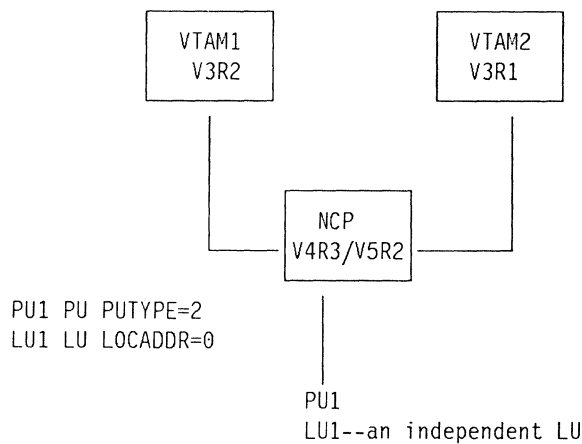 VTAM1
V3R2
VTAM2
V3R1
NCP
V4R3/V5R2
PU1 PU PUTYPE=2
LU1 LU LOCADDR=0
PU1
LU1--an independent LU